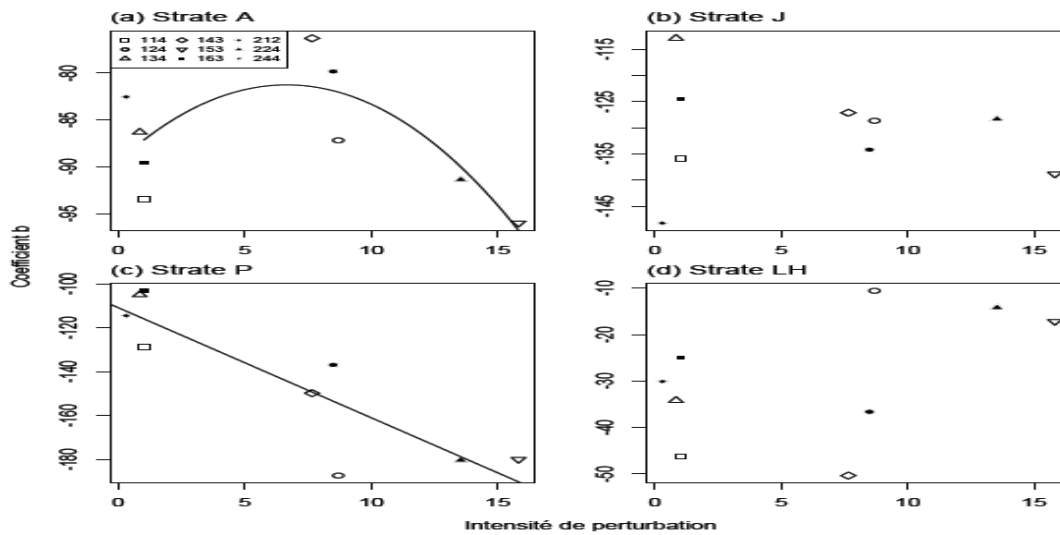 (a) Strate A
114 143 212
124 153 224
134 163 244
-80
-85
-90
-95
0 5 10 15
(b) Strate J
-115
-125
-135
-145
0 5 10 15
Coefficient b
(c) Strate P
-100
-120
-140
-160
-180
0 5 10 15
(d) Strate LH
-10
-20
-30
-40
-50
0 5 10 15
Intensité de perturbation